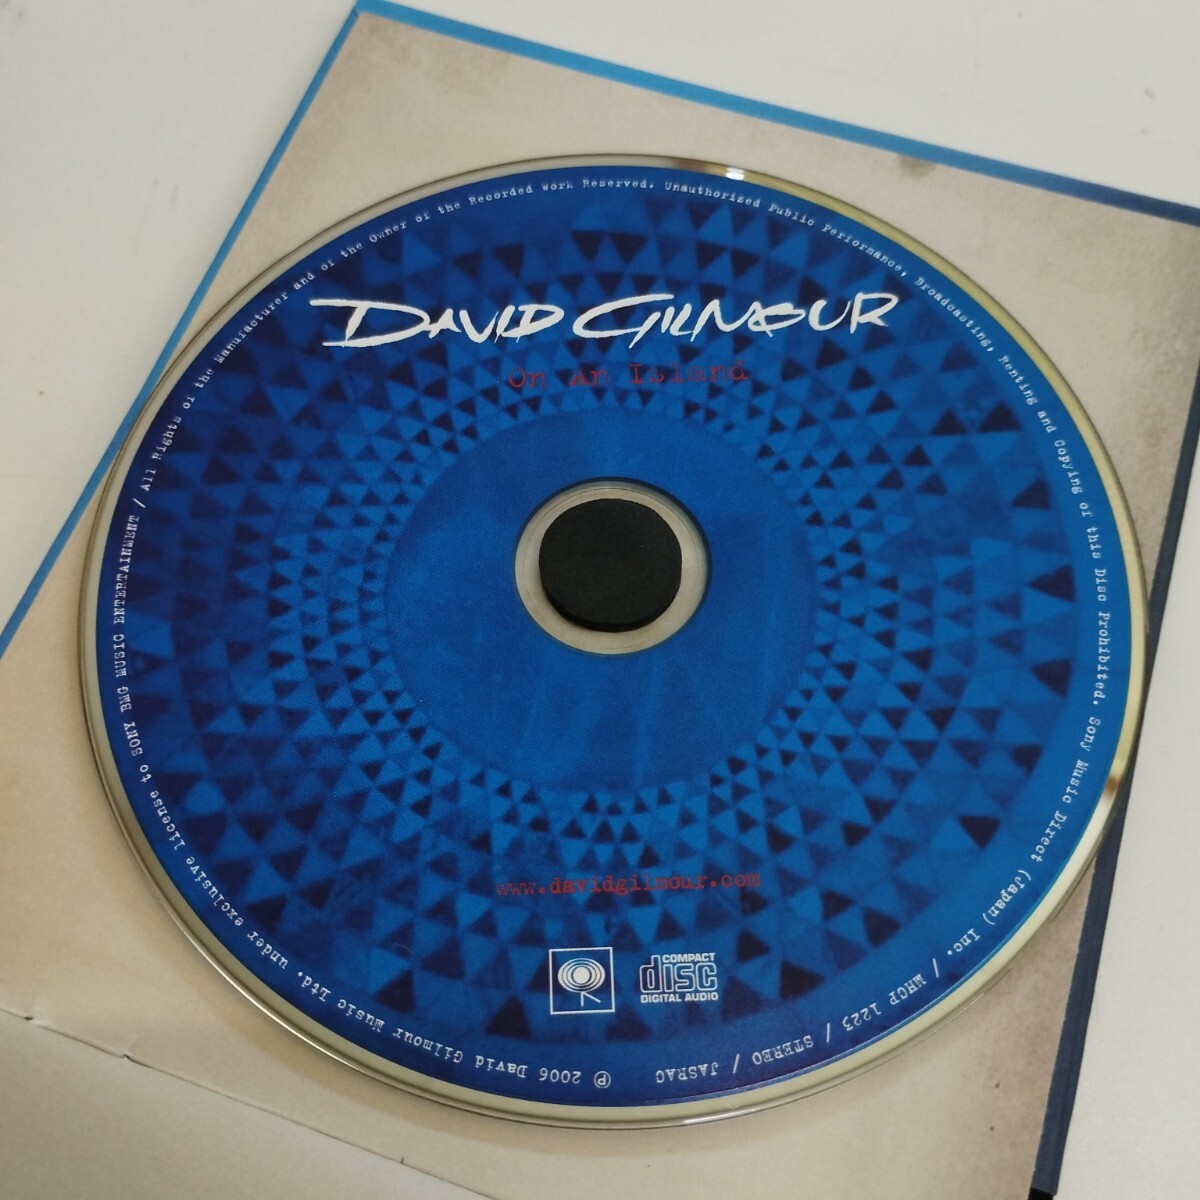 DAVID GILMOUR
On An Island
www.davidgilmour.com
COMPACT
disc
DIGITAL AUDIO
℗ 2006 David Gilmour Music Ltd. under exclusive license to SONY BMG MUSIC ENTERTAINMENT / All Rights of the Manufacturer and of the Owner of the Recorded Work Reserved. Unauthorized Public Performance, Broadcasting, Renting and Copying of this Disc Prohibited. Sony Music Direct (Japan) Inc. / MHCP 1223 / STEREO / JASRAC